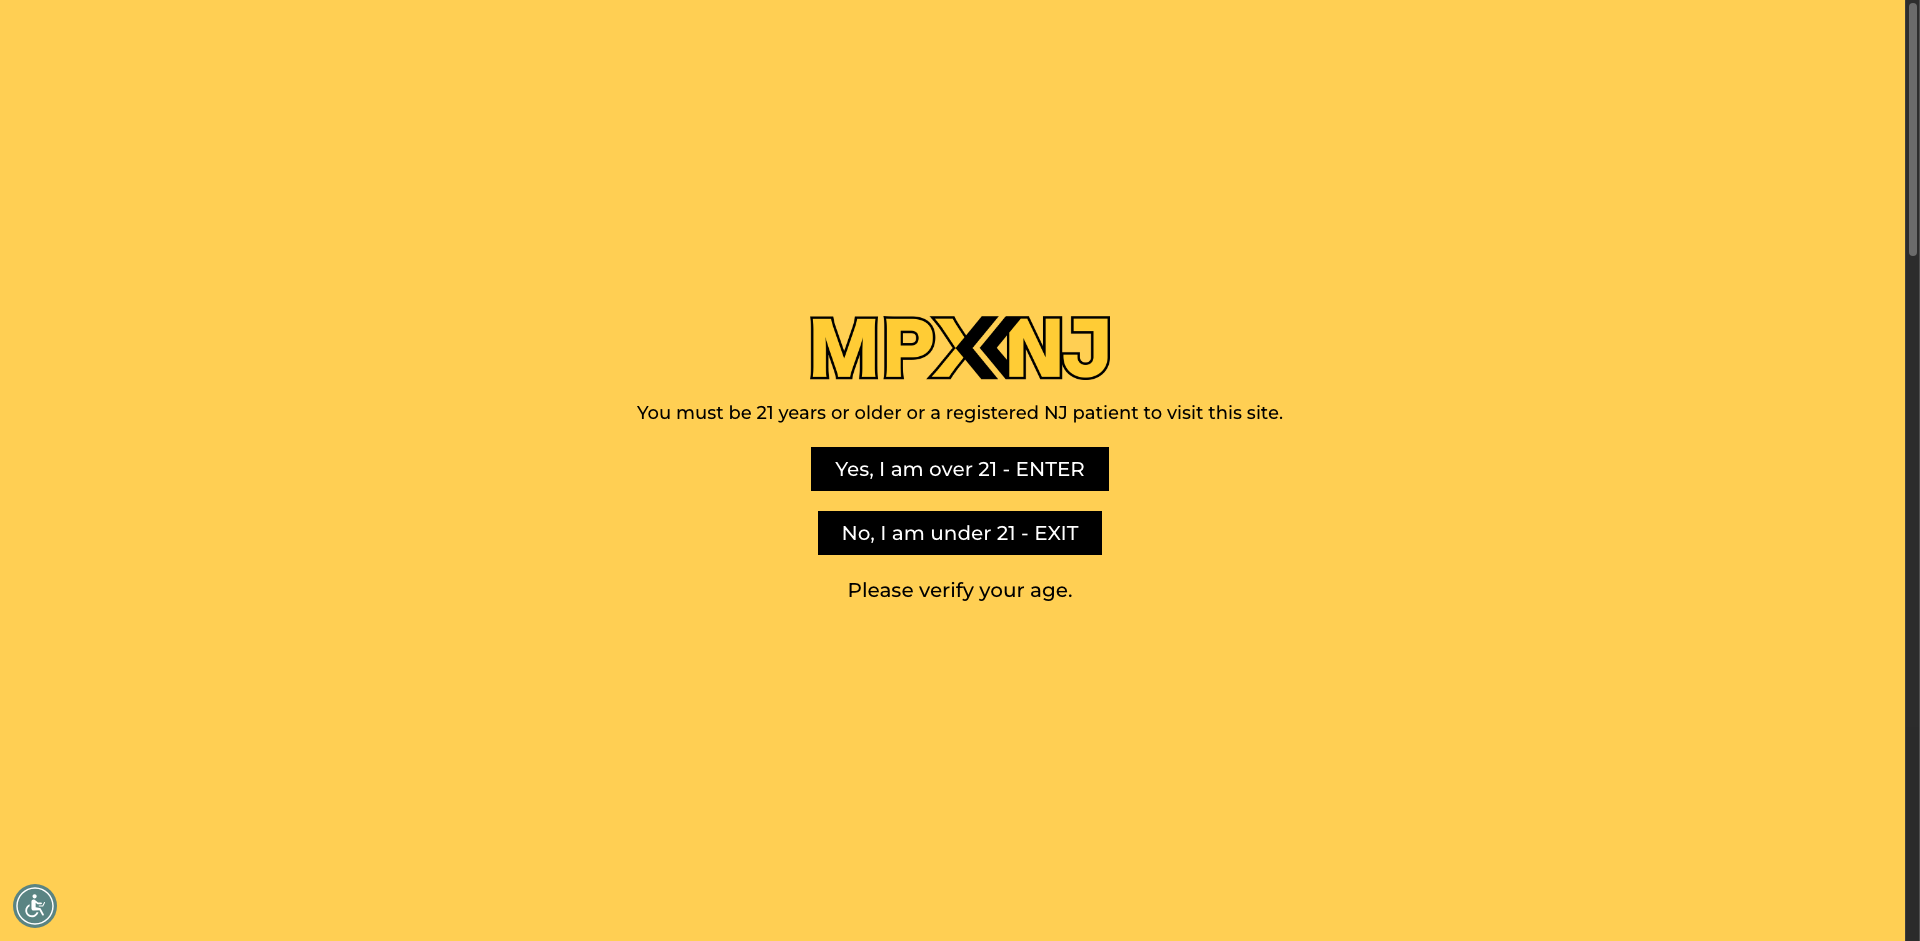 MPXNJ
You must be 21 years or older or a registered NJ patient to visit this site.
Yes, I am over 21 - ENTER
No, I am under 21 - EXIT
Please verify your age.